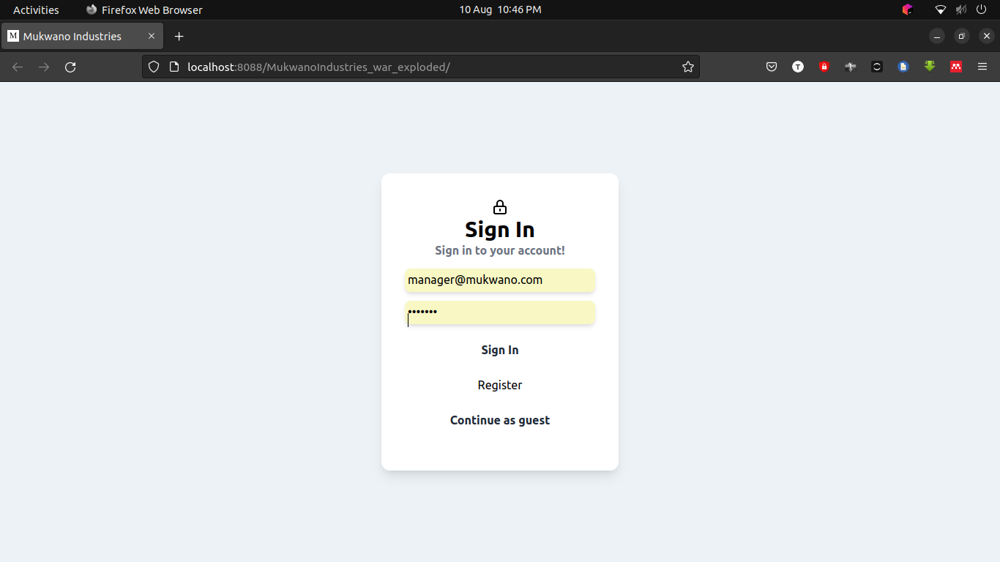 Activities Firefox Web Browser 10 Aug 10:46 PM
M Mukwano Industries
localhost:8088/MukwanoIndustries_war_exploded/ T
Sign In
Sign in to your account!
manager@mukwano.com
•••••••
Sign In
Register
Continue as guest